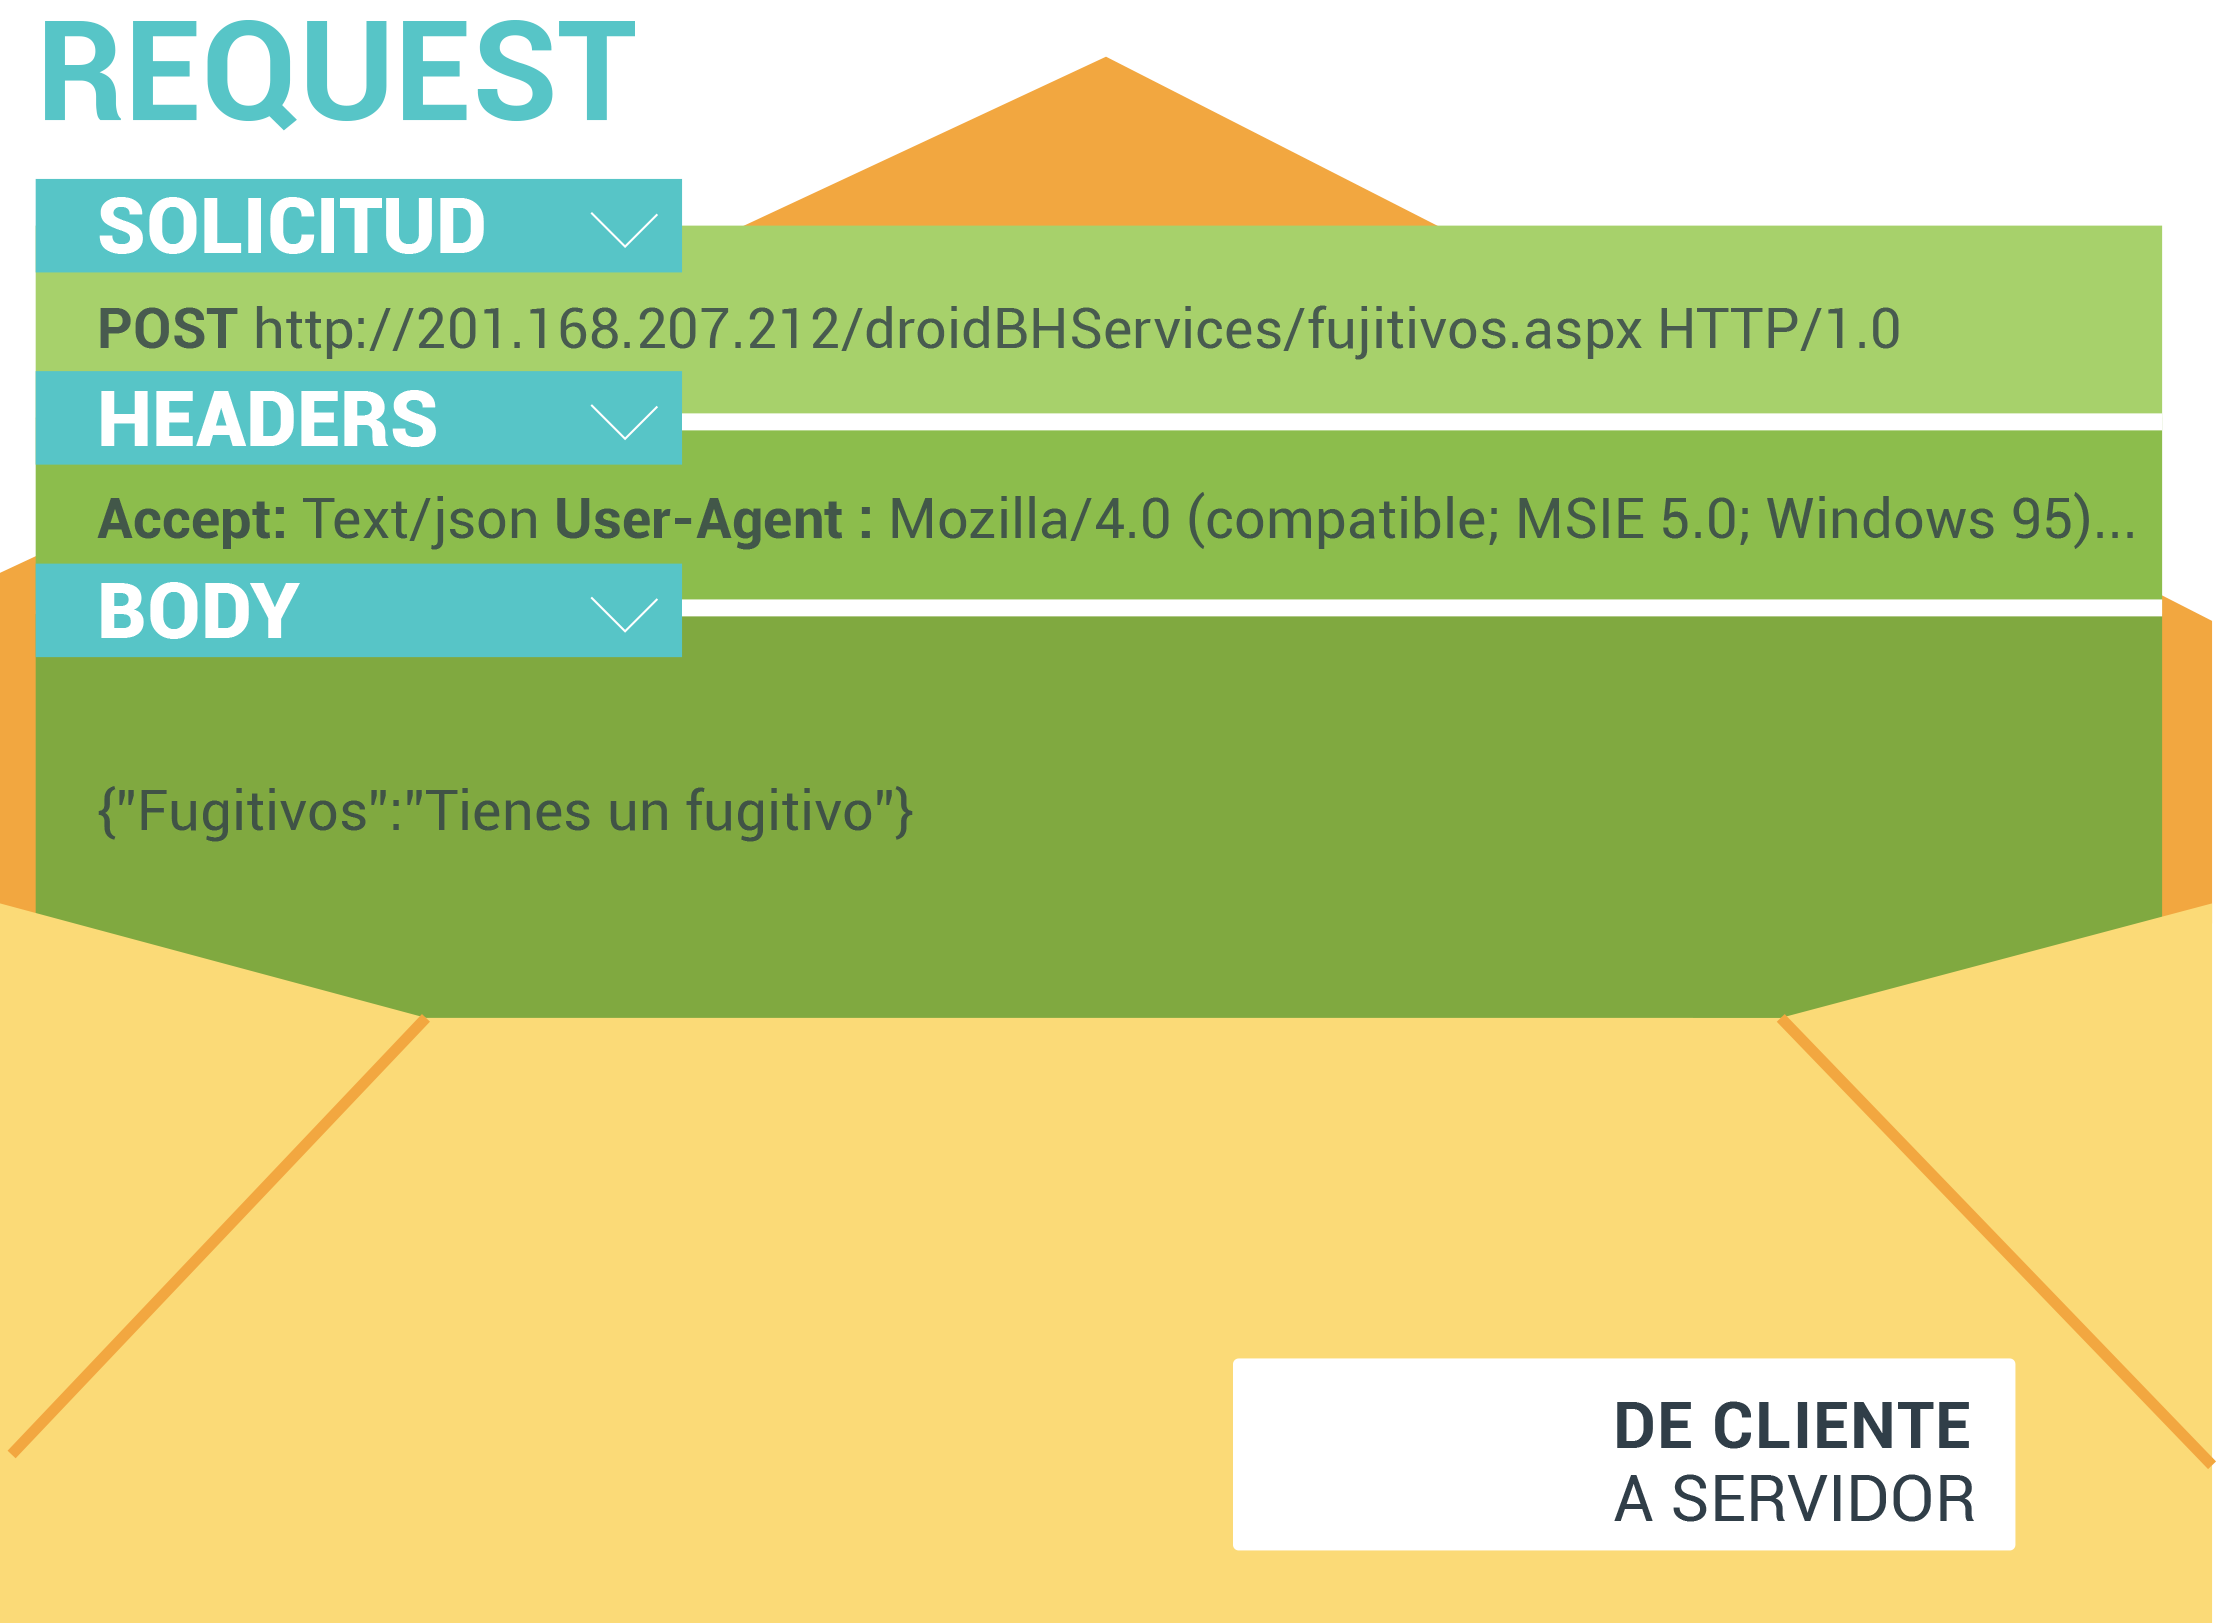 REQUEST
SOLICITUD
POST http://201.168.207.212/droidBHServices/fujitivos.aspx HTTP/1.0
HEADERS
Accept: Text/json User-Agent : Mozilla/4.0 (compatible; MSIE 5.0; Windows 95)...
BODY
{"Fugitivos":"Tienes un fugitivo"}
DE CLIENTE
A SERVIDOR